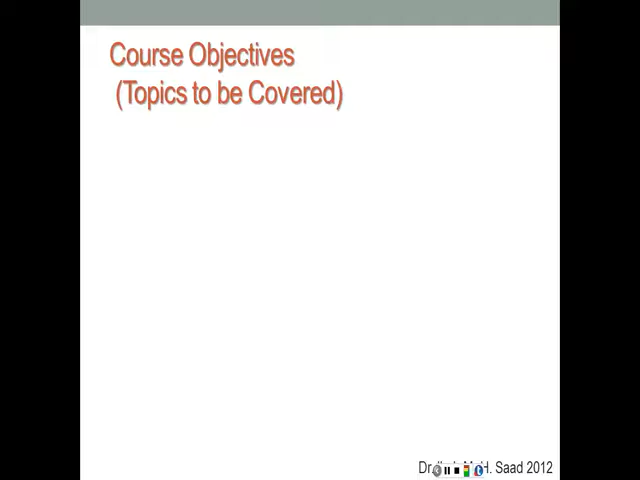 Course Objectives
(Topics to be Covered)
Dr. H. Saad 2012